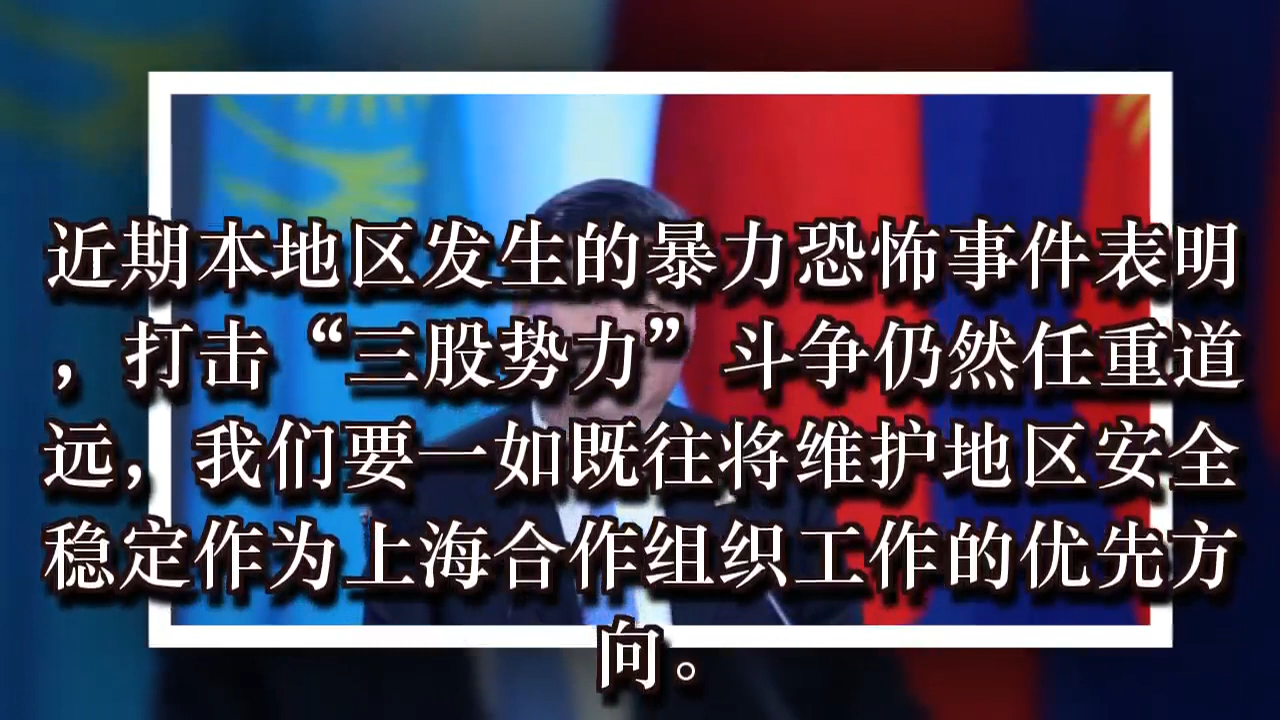 近期本地区发生的暴力恐怖事件表明
，打击“三股势力”斗争仍然任重道
远，我们要一如既往将维护地区安全
稳定作为上海合作组织工作的优先方
向。